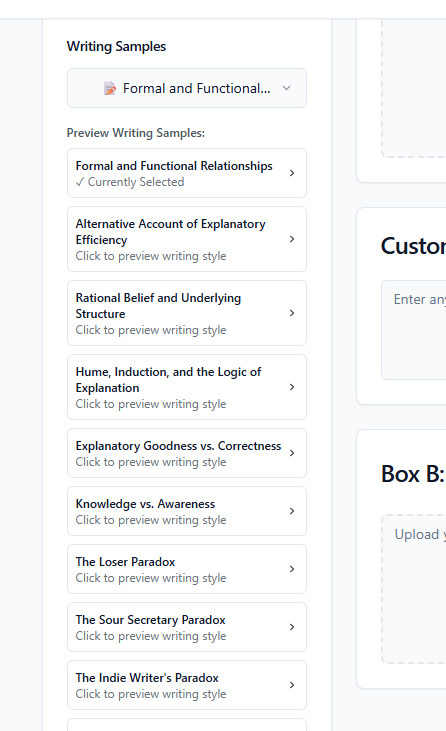 Writing Samples
Formal and Functional...
Preview Writing Samples:
Formal and Functional Relationships
✓ Currently Selected
Alternative Account of Explanatory
Efficiency
Click to preview writing style
Rational Belief and Underlying
Structure
Click to preview writing style
Hume, Induction, and the Logic of
Explanation
Click to preview writing style
Explanatory Goodness vs. Correctness
Click to preview writing style
Knowledge vs. Awareness
Click to preview writing style
The Loser Paradox
Click to preview writing style
The Sour Secretary Paradox
Click to preview writing style
The Indie Writer's Paradox
Click to preview writing style
Custo
Enter an
Box B:
Upload